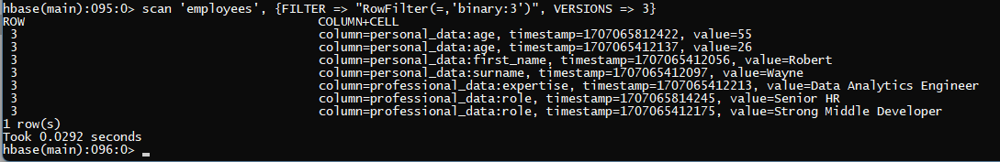 hbase(main):095:0> scan 'employees', {FILTER => "RowFilter(=,'binary:3')", VERSIONS => 3}
ROW COLUMN+CELL
3 column=personal_data:age, timestamp=1707065812422, value=55
3 column=personal_data:age, timestamp=1707065412137, value=26
3 column=personal_data:first_name, timestamp=1707065412056, value=Robert
3 column=personal_data:surname, timestamp=1707065412097, value=Wayne
3 column=professional_data:expertise, timestamp=1707065412213, value=Data Analytics Engineer
3 column=professional_data:role, timestamp=1707065814245, value=Senior HR
3 column=professional_data:role, timestamp=1707065412175, value=Strong Middle Developer
1 row(s)
Took 0.0292 seconds
hbase(main):096:0>